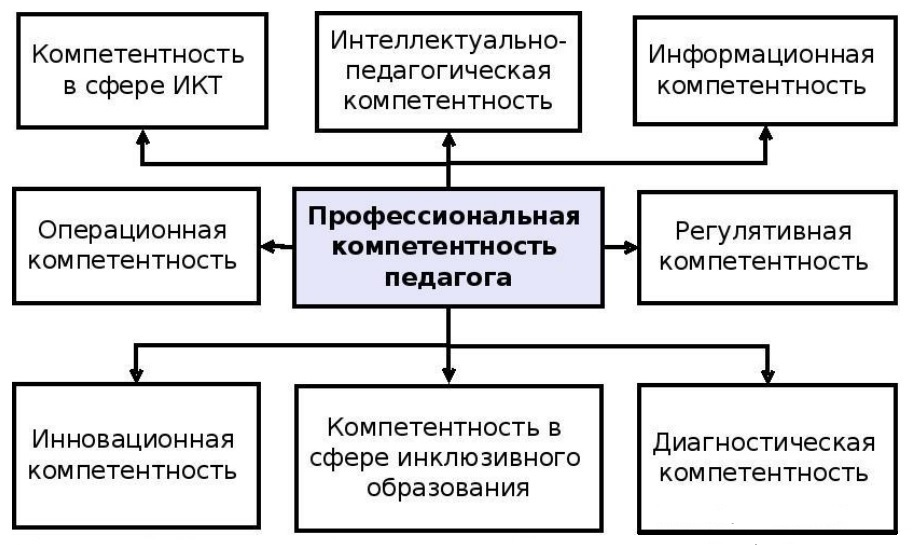 Компетентность
в сфере ИКТ
Интеллектуально-
педагогическая
компетентность
Информационная
компетентность
Операционная
компетентность
Профессиональная
компетентность
педагога
Регулятивная
компетентность
Инновационная
компетентность
Компетентность в
сфере инклюзивного
образования
Диагностическая
компетентность